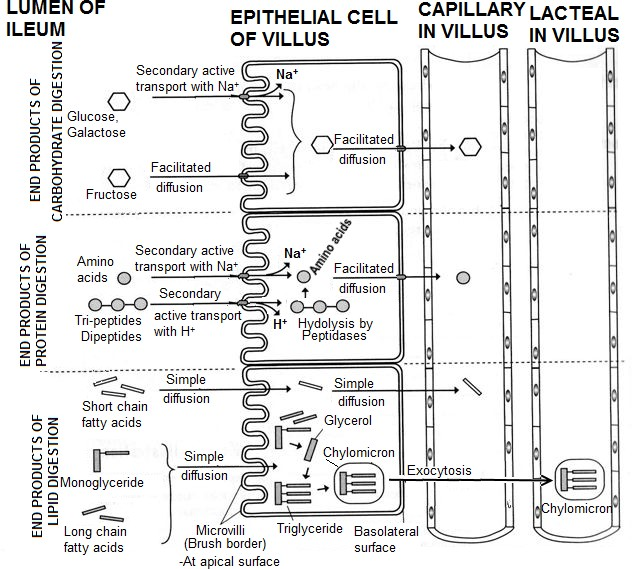 LUMEN OF
ILEUM
EPITHELIAL CELL
OF VILLUS
CAPILLARY
IN VILLUS
LACTEAL
IN VILLUS
END PRODUCTS OF
CARBOHYDRATE DIGESTION
Secondary active
transport with Na+
Na+
Glucose,
Galactose
Facilitated
diffusion
Facilitated
diffusion
Fructose
END PRODUCTS OF
PROTEIN DIGESTION
Amino
acids
Secondary active
transport with Na+
Na+
Amino acids
Facilitated
diffusion
Tri-peptides
Dipeptides
Secondary
active transport
with H+
H+
Hydolysis by
Peptidases
END PRODUCTS OF
LIPID DIGESTION
Short chain
fatty acids
Simple
diffusion
Simple
diffusion
Glycerol
Chylomicron
Monoglyceride
Simple
diffusion
Exocytosis
Chylomicron
Long chain
fatty acids
Microvilli
(Brush border)
-At apical surface
Triglyceride
Basolateral
surface